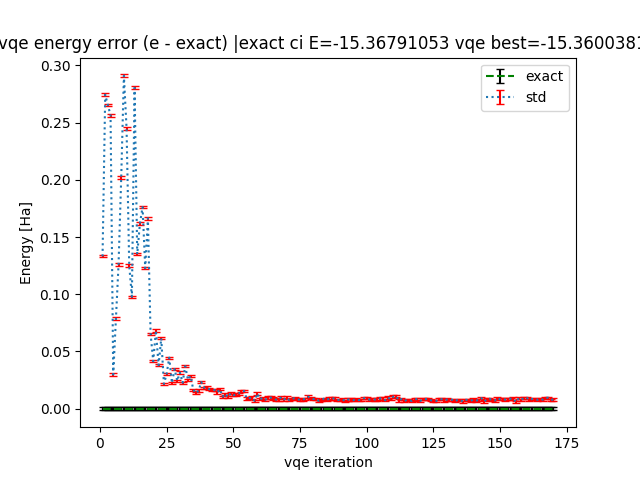 vqe energy error (e - exact) |exact ci E=-15.36791053 vqe best=-15.3600381
exact
std
Energy [Ha]
0.30
0.25
0.20
0.15
0.10
0.05
0.00
0 25 50 75 100 125 150 175
vqe iteration